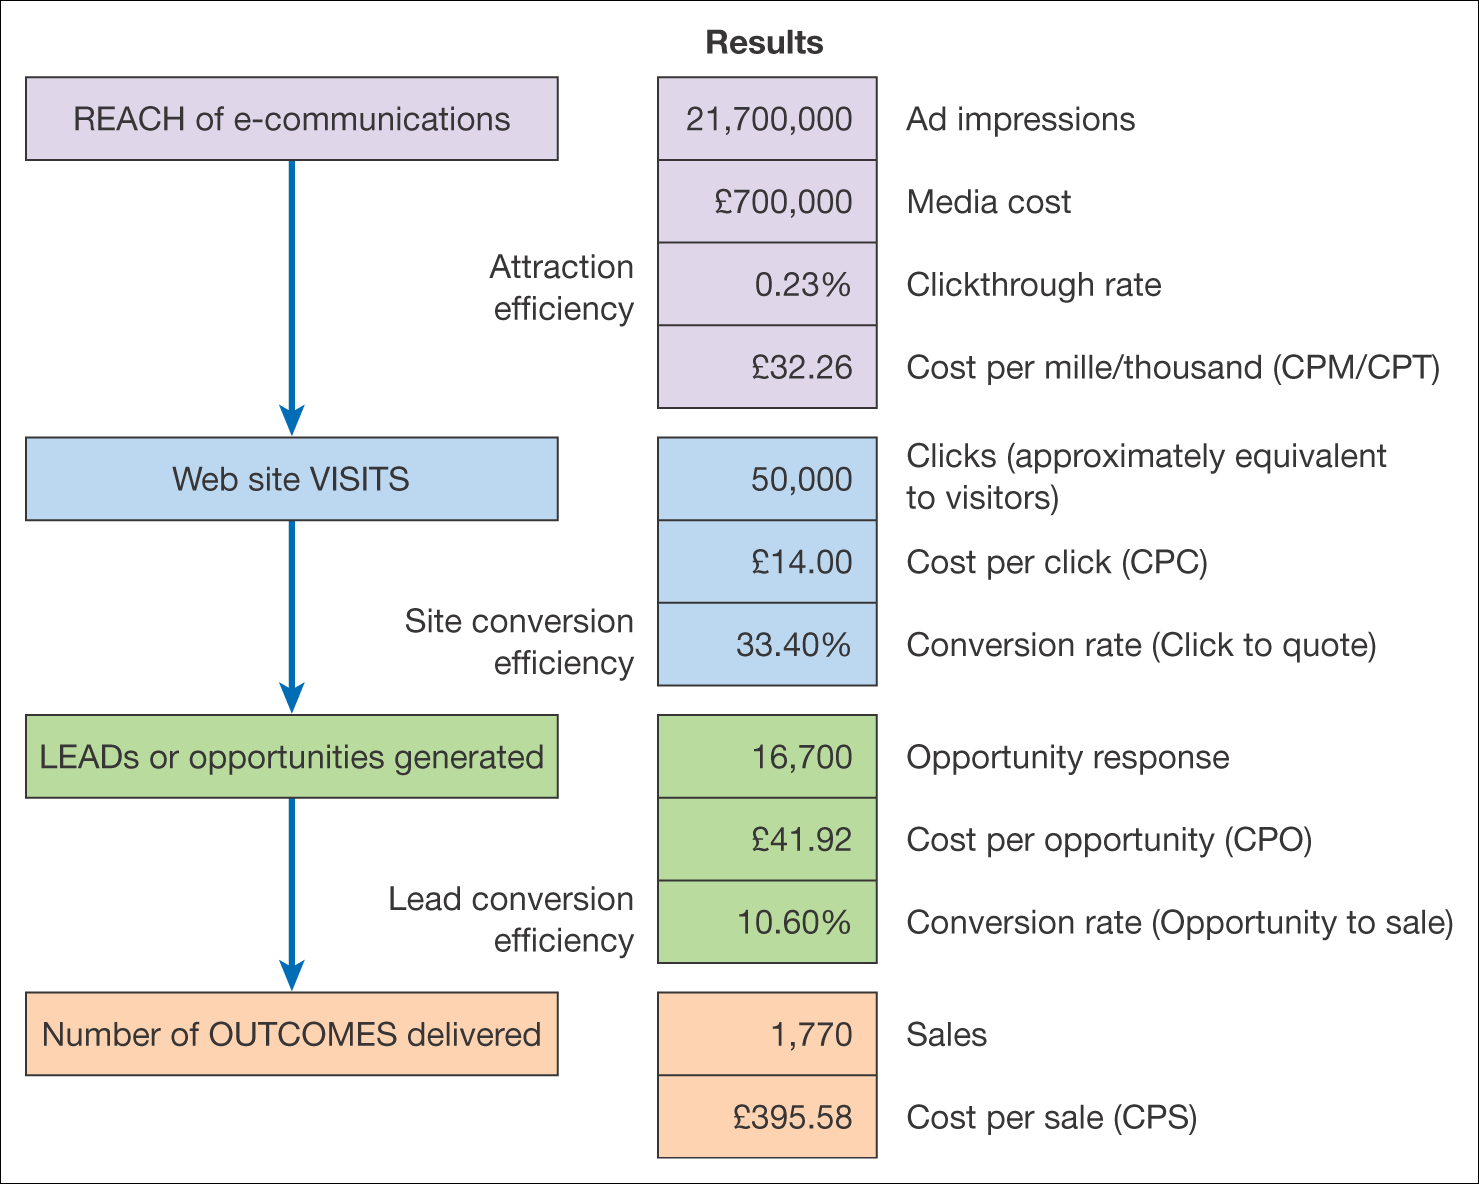 Results
REACH of e-communications
21,700,000
Ad impressions
£700,000
Media cost
Attraction
efficiency
0.23%
Clickthrough rate
£32.26
Cost per mille/thousand (CPM/CPT)
Web site VISITS
50,000
Clicks (approximately equivalent
to visitors)
£14.00
Cost per click (CPC)
Site conversion
efficiency
33.40%
Conversion rate (Click to quote)
LEADs or opportunities generated
16,700
Opportunity response
£41.92
Cost per opportunity (CPO)
Lead conversion
efficiency
10.60%
Conversion rate (Opportunity to sale)
Number of OUTCOMES delivered
1,770
Sales
£395.58
Cost per sale (CPS)